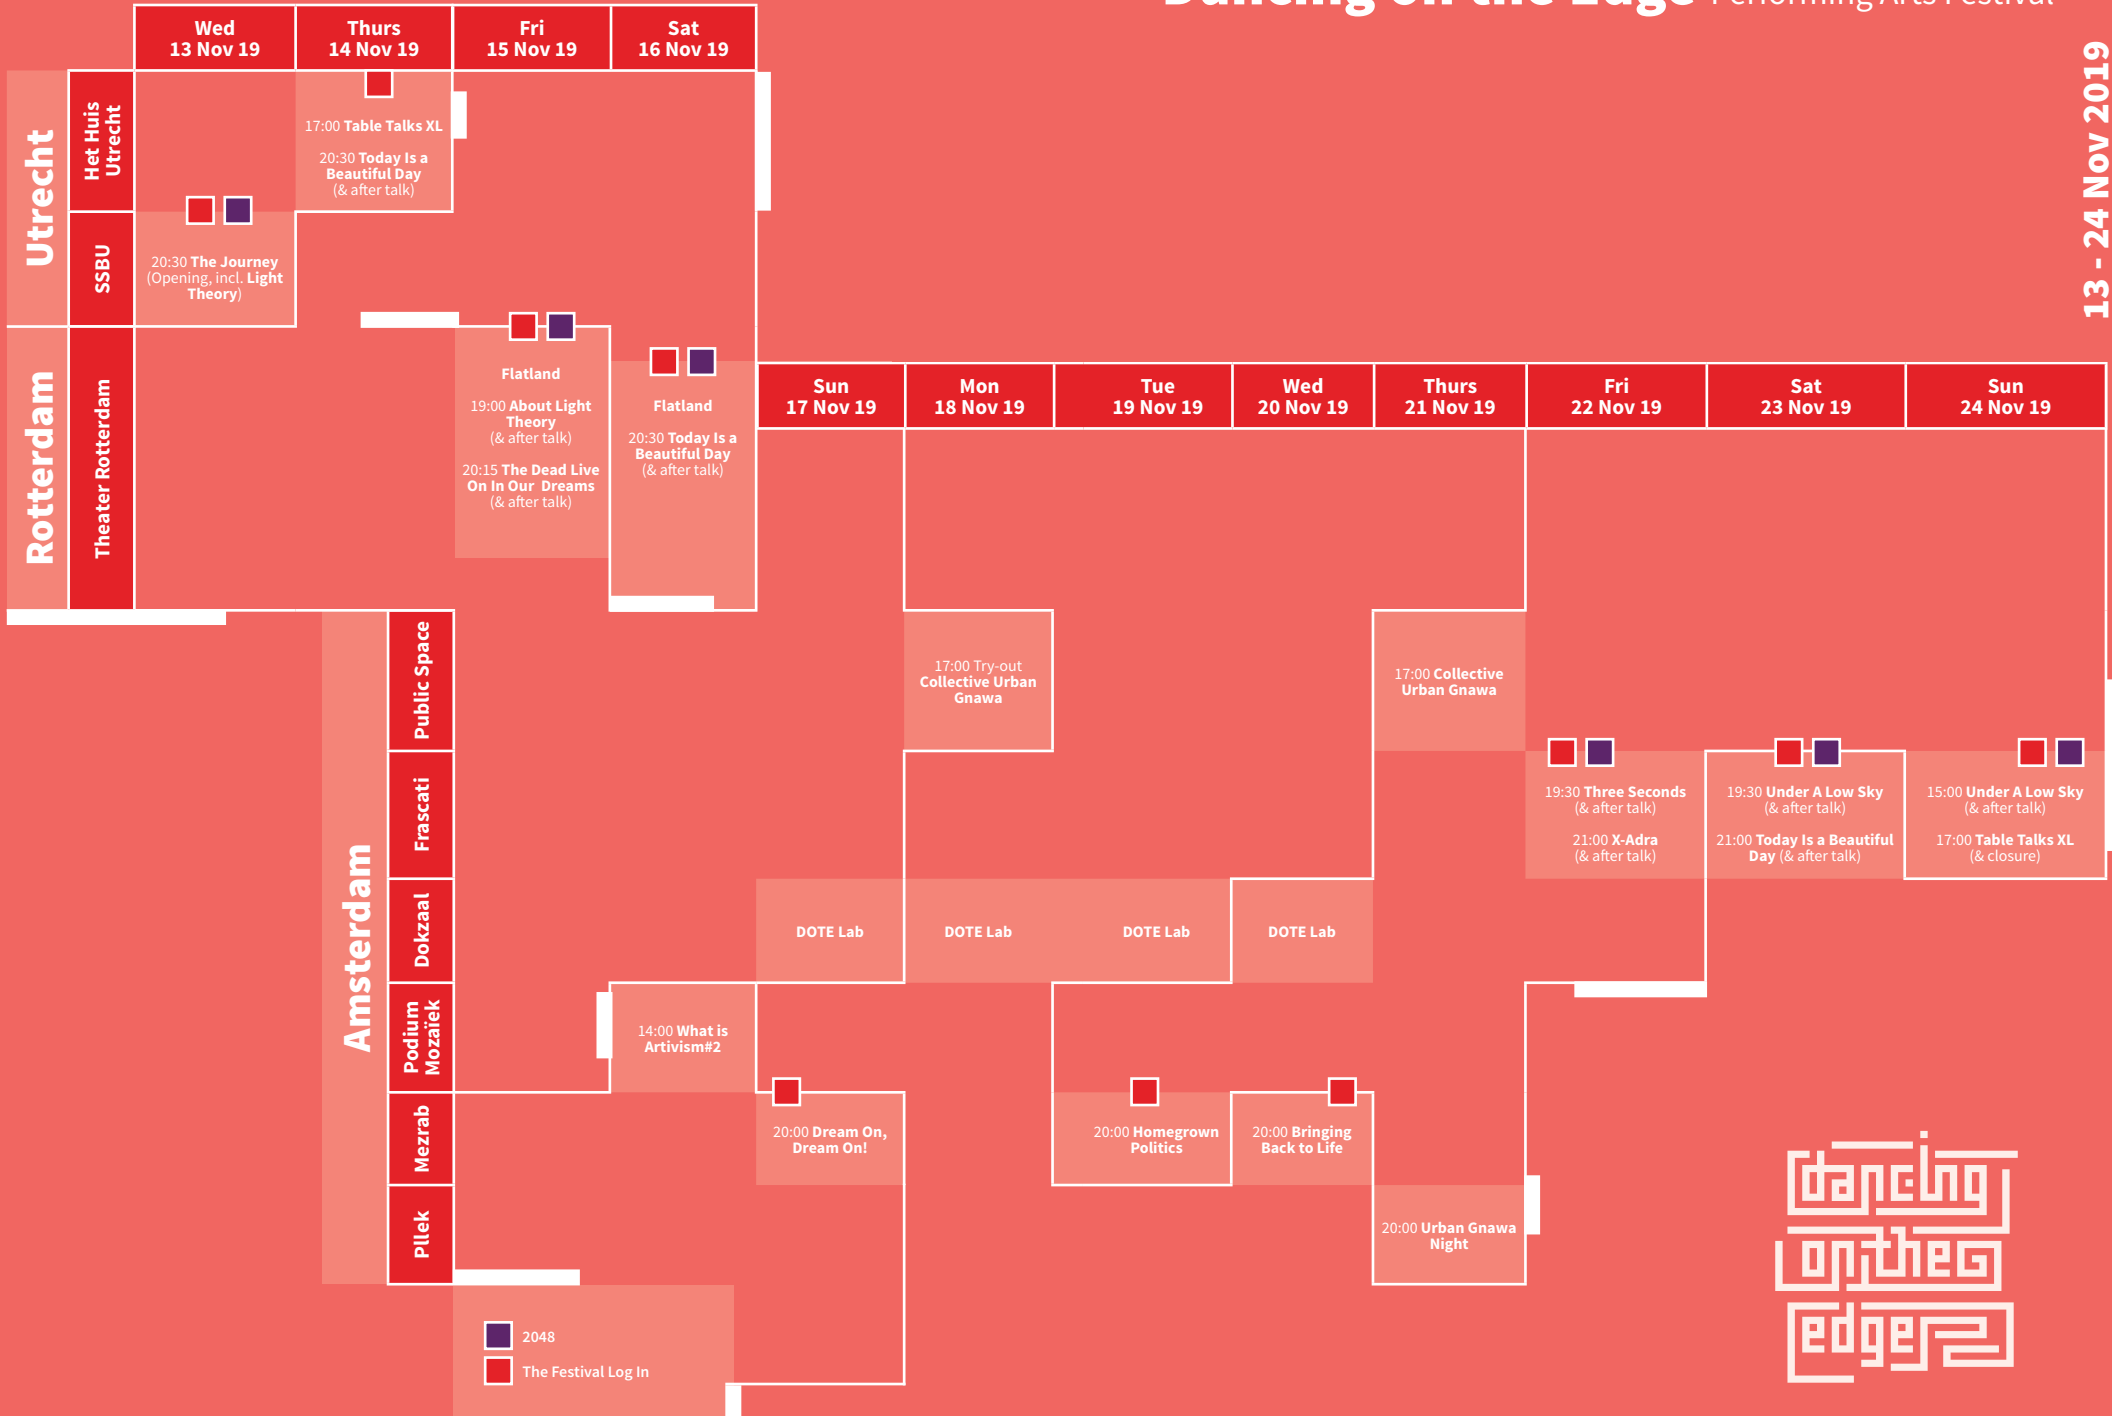 Dancing on the Edge Performing Arts Festival
13 - 24 Nov 2019
Wed
13 Nov 19
Thurs
14 Nov 19
Fri
15 Nov 19
Sat
16 Nov 19
Utrecht
Het Huis
Utrecht
17:00 Table Talks XL
20:30 Today Is a
Beautiful Day
(& after talk)
SSBU
20:30 The Journey
(Opening, incl. Light
Theory)
Rotterdam
Theater Rotterdam
Flatland
19:00 About Light
Theory
(& after talk)
20:15 The Dead Live
On In Our Dreams
(& after talk)
Flatland
20:30 Today Is a
Beautiful Day
(& after talk)
Sun
17 Nov 19
Mon
18 Nov 19
Tue
19 Nov 19
Wed
20 Nov 19
Thurs
21 Nov 19
Fri
22 Nov 19
Sat
23 Nov 19
Sun
24 Nov 19
Amsterdam
Public Space
17:00 Try-out
Collective Urban
Gnawa
17:00 Collective
Urban Gnawa
Frascati
19:30 Three Seconds
(& after talk)
21:00 X-Adra
(& after talk)
19:30 Under A Low Sky
(& after talk)
21:00 Today Is a Beautiful
Day (& after talk)
15:00 Under A Low Sky
(& after talk)
17:00 Table Talks XL
(& closure)
Dokzaal
DOTE Lab
DOTE Lab
DOTE Lab
DOTE Lab
Podium
Mozaïek
14:00 What is
Artivism#2
Mezrab
20:00 Dream On,
Dream On!
20:00 Homegrown
Politics
20:00 Bringing
Back to Life
Pllek
20:00 Urban Gnawa
Night
2048
The Festival Log In
dancing
on the
edge